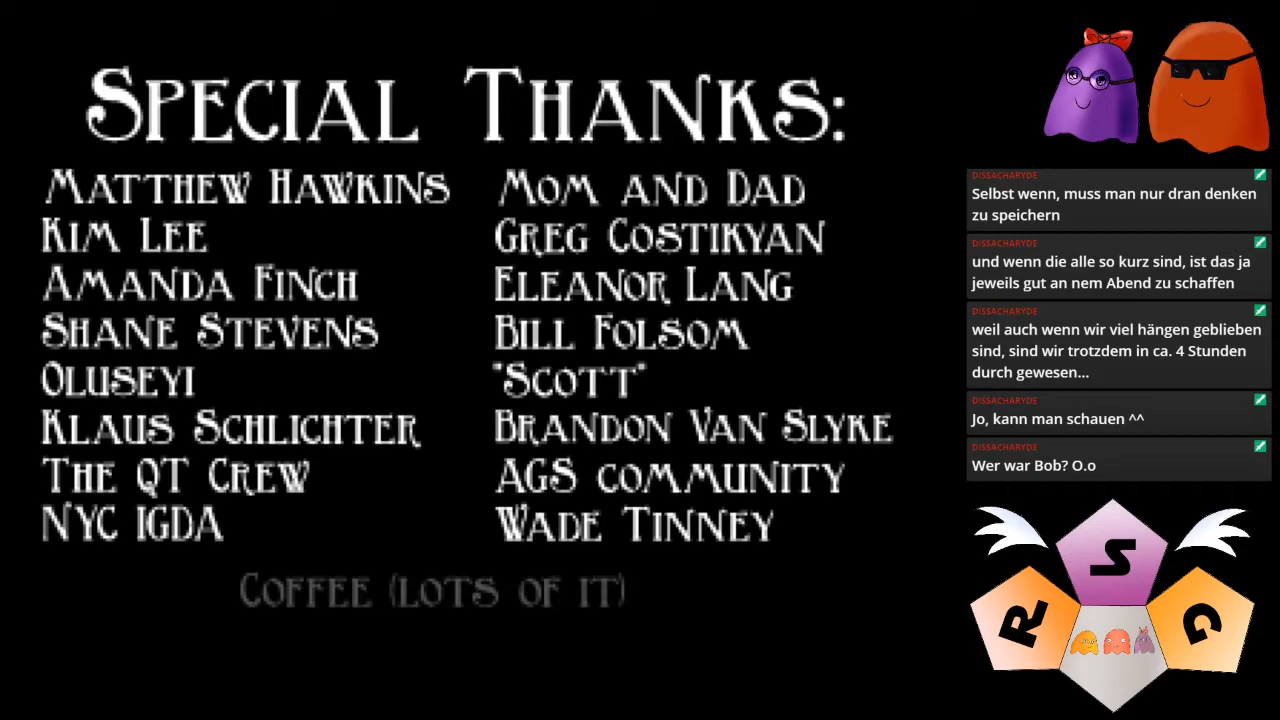 Special Thanks:
Matthew Hawkins
Kim Lee
Amanda Finch
Shane Stevens
Oluseyi
Klaus Schlichter
The QT Crew
NYC IGDA
Mom and Dad
Greg Costikyan
Eleanor Lang
Bill Folsom
"Scott"
Brandon Van Slyke
AGS community
Wade Tinney
Coffee (lots of it)
DISSACHARYDE
Selbst wenn, muss man nur dran denken
zu speichern
DISSACHARYDE
und wenn die alle so kurz sind, ist das ja
jeweils gut an nem Abend zu schaffen
DISSACHARYDE
weil auch wenn wir viel hängen geblieben
sind, sind wir trotzdem in ca. 4 Stunden
durch gewesen...
DISSACHARYDE
Jo, kann man schauen ^^
DISSACHARYDE
Wer war Bob? O.o
S
R
G